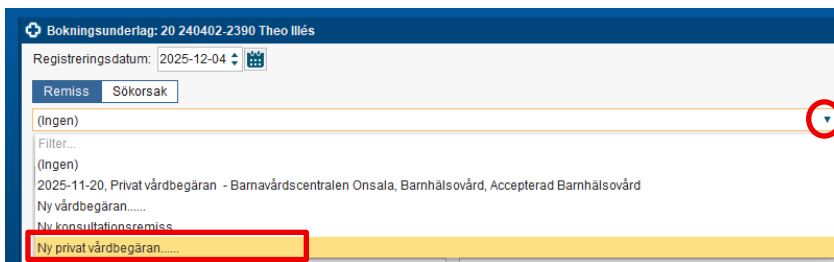 Bokningsunderlag: 20 240402-2390 Theo Illés
Registreringsdatum: 2025-12-04
Remiss Sökorsak
(Ingen)
Filter...
(Ingen)
2025-11-20, Privat vårdbegäran - Barnavårdscentralen Onsala, Barnhälsovård, Accepterad Barnhälsovård
Ny vårdbegäran......
Ny konsultationsremiss
Ny privat vårdbegäran......